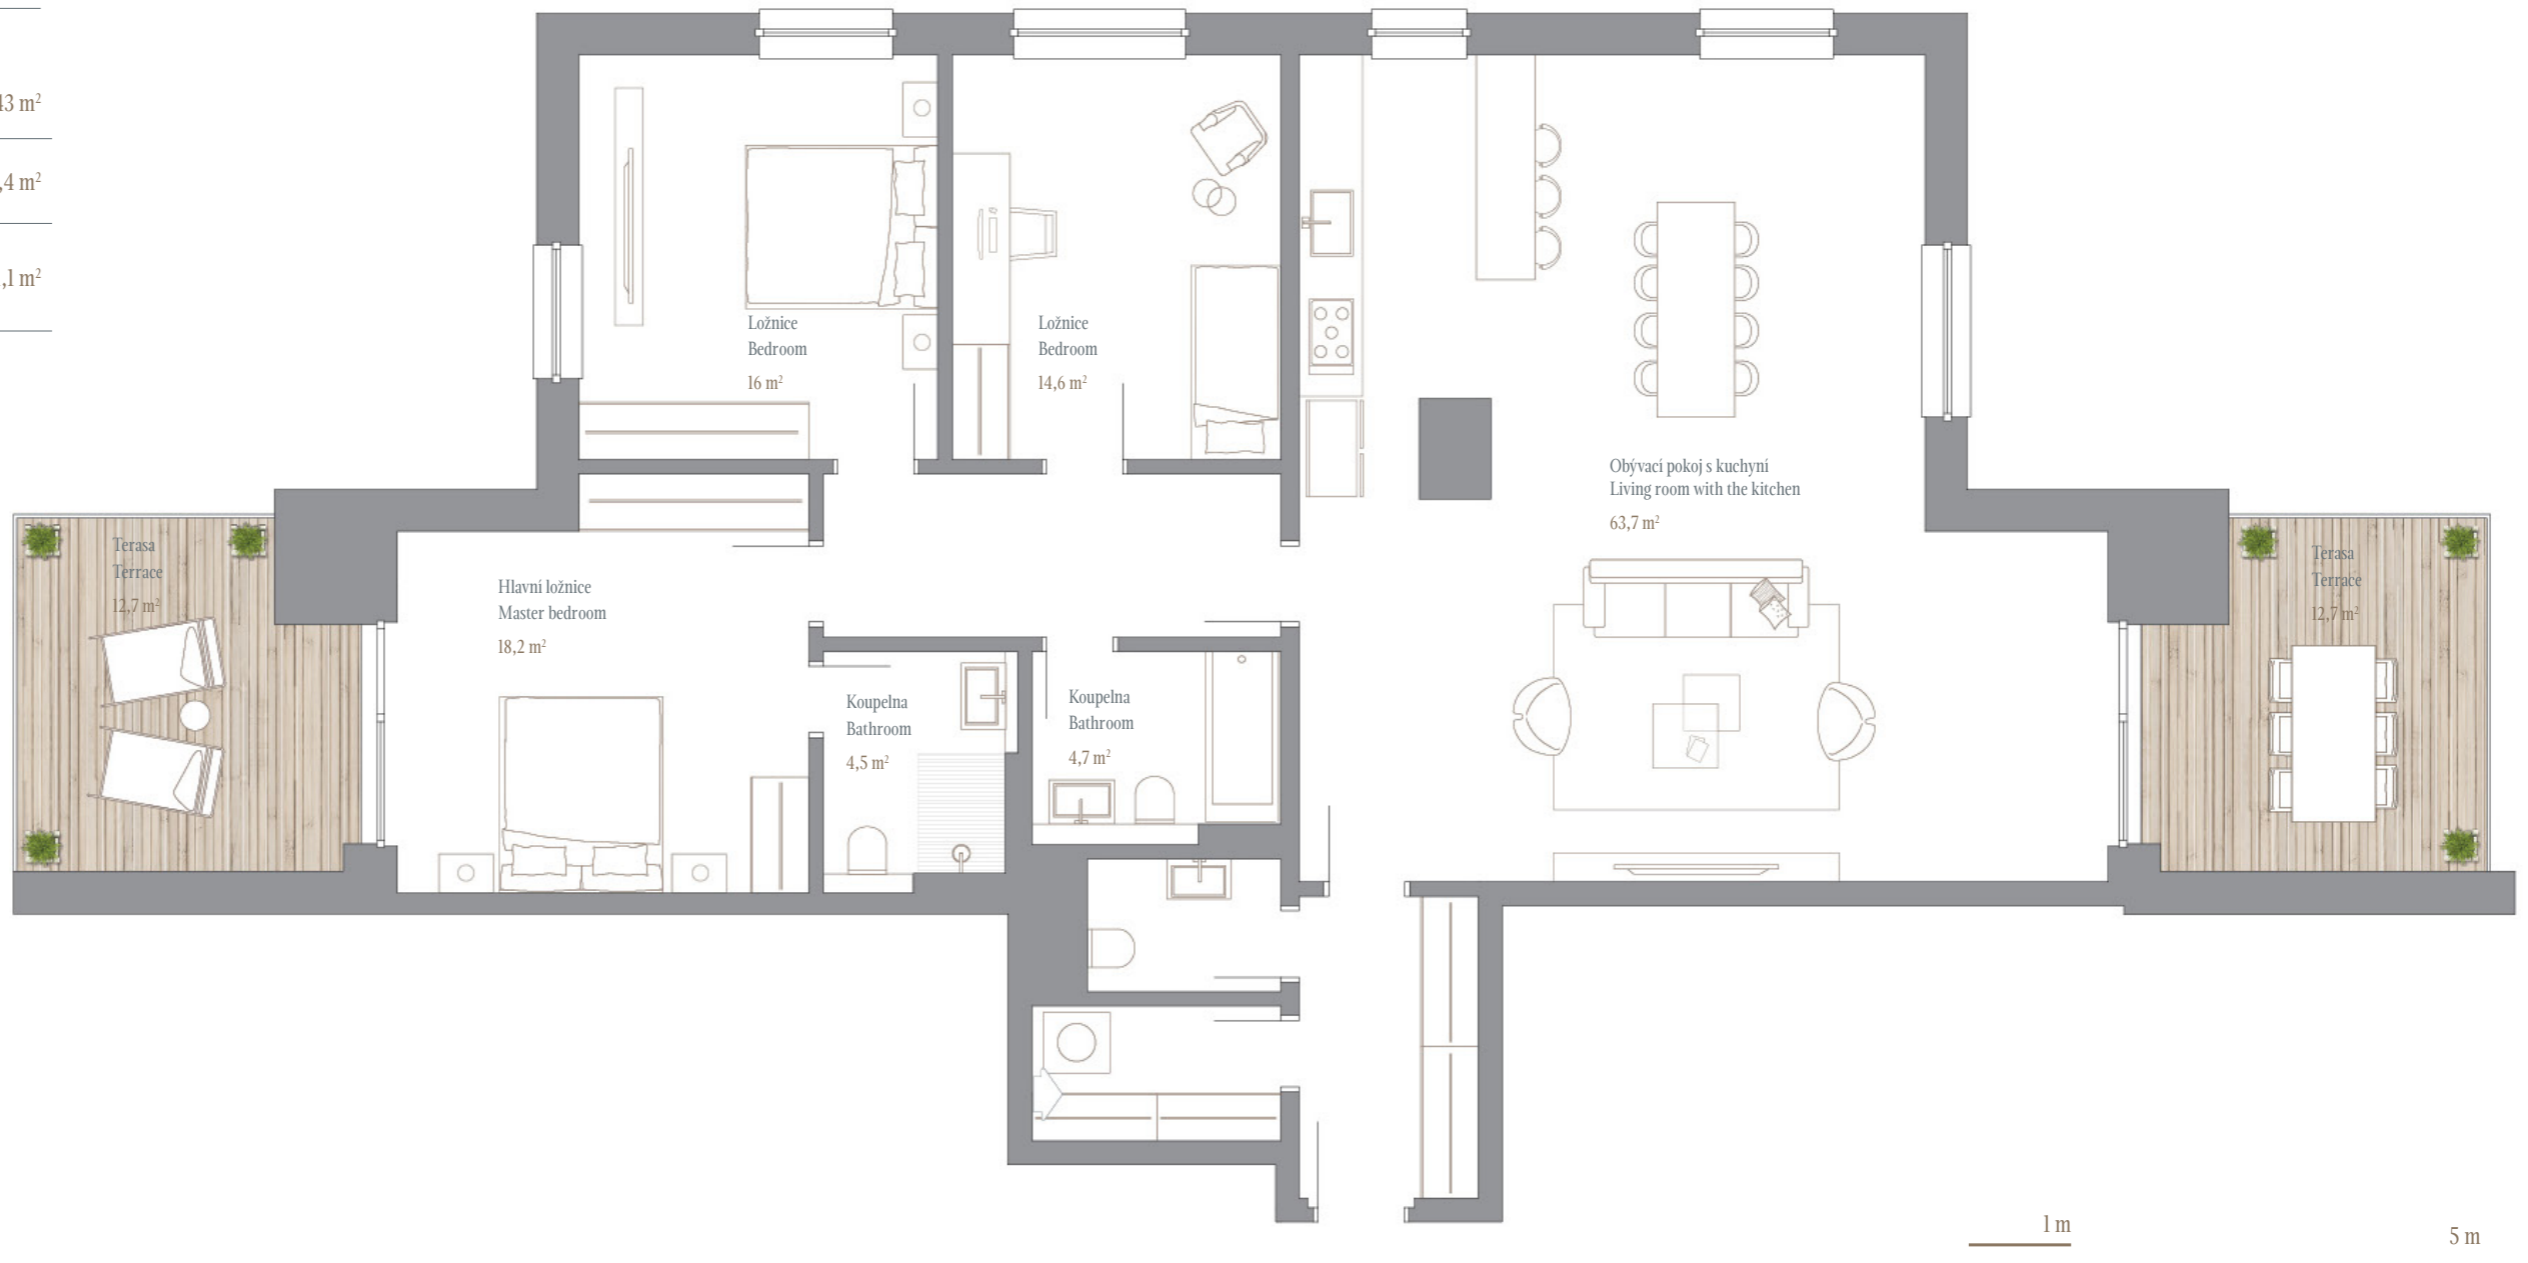 43 m²
,4 m²
,1 m²
Ložnice
Bedroom
16 m²
Ložnice
Bedroom
14,6 m²
Obývací pokoj s kuchyní
Living room with the kitchen
63,7 m²
Terasa
Terrace
12,7 m²
Hlavní ložnice
Master bedroom
18,2 m²
Koupelna
Bathroom
4,5 m²
Koupelna
Bathroom
4,7 m²
Terasa
Terrace
12,7 m²
1 m
5 m